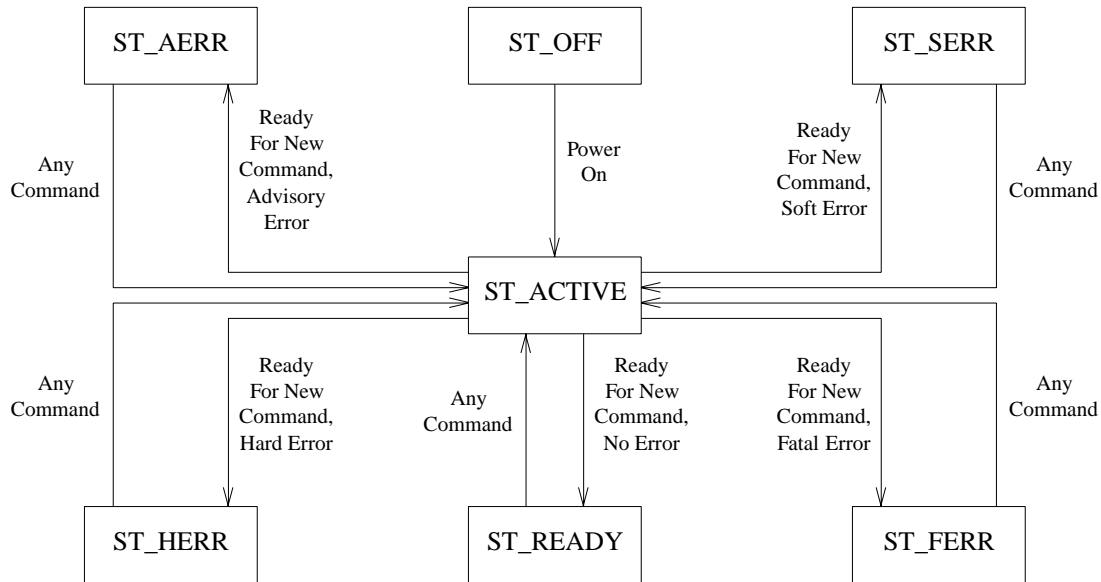 ST_AERR
ST_OFF
ST_SERR
Any
Command
Ready
For New
Command,
Advisory
Error
Power
On
Ready
For New
Command,
Soft Error
Any
Command
ST_ACTIVE
Any
Command
Ready
For New
Command,
Hard Error
Any
Command
Ready
For New
Command,
No Error
Ready
For New
Command,
Fatal Error
Any
Command
ST_HERR
ST_READY
ST_FERR